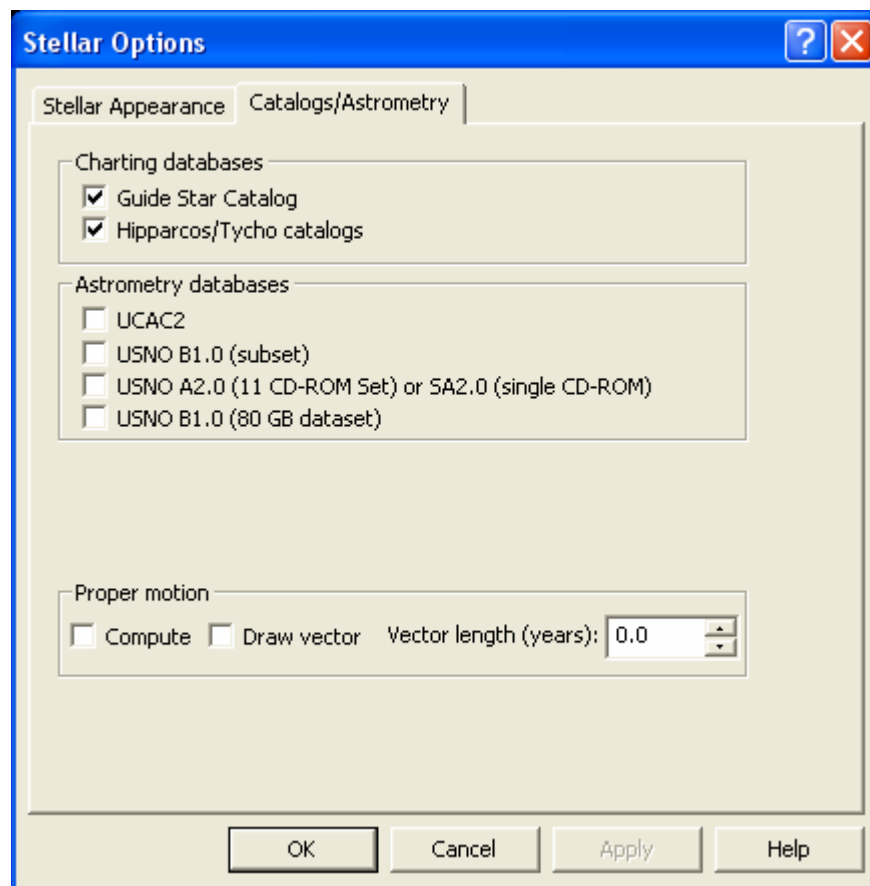 Stellar Options
Stellar Appearance Catalogs/Astrometry
Charting databases
Guide Star Catalog
Hipparcos/Tycho catalogs
Astrometry databases
UCAC2
USNO B1.0 (subset)
USNO A2.0 (11 CD-ROM Set) or SA2.0 (single CD-ROM)
USNO B1.0 (80 GB dataset)
Proper motion
Compute Draw vector Vector length (years): 0.0
OK Cancel Apply Help